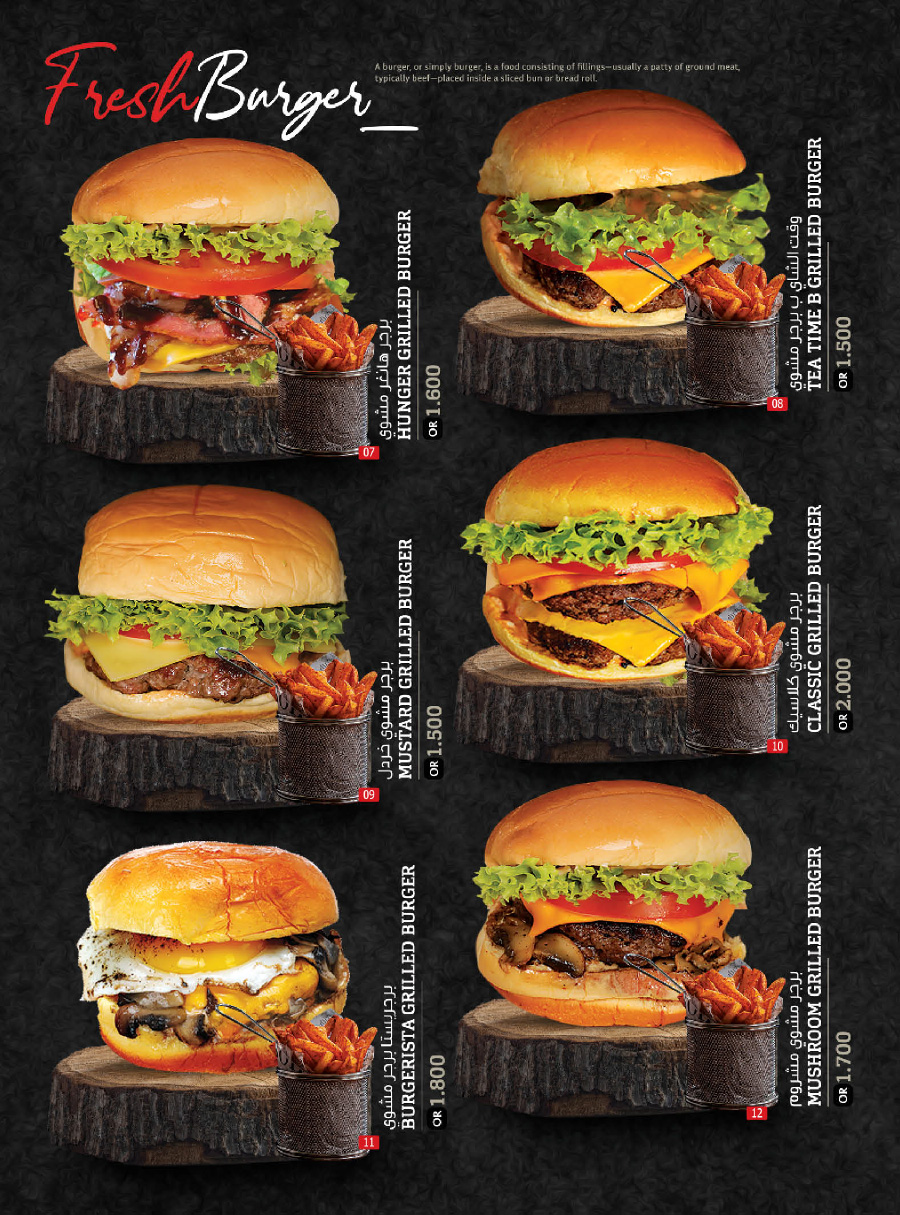 Fresh Burger
A burger, or simply burger, is a food consisting of fillings—usually a patty of ground meat,
typically beef—placed inside a sliced bun or bread roll.
برجر هانغر مشوي
HUNGER GRILLED BURGER
OR 1.600
07
وقت الشاي ب برجر مشوي
TEA TIME B GRILLED BURGER
OR 1.500
08
برجر مشوي خردل
MUSTARD GRILLED BURGER
OR 1.500
09
برجر مشوي كلاسيك
CLASSIC GRILLED BURGER
OR 2.000
10
برجريستا برجر مشوي
BURGERISTA GRILLED BURGER
OR 1.800
11
برجر مشوي مشروم
MUSHROOM GRILLED BURGER
OR 1.700
12